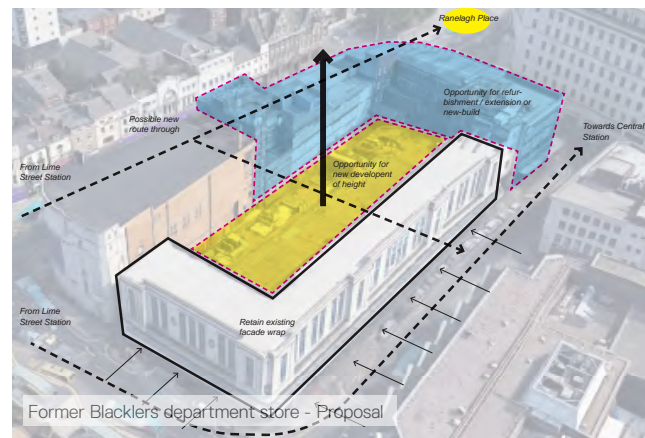 Ranelagh Place
Opportunity for refur-
bishment / extension or
new-build
Possible new
route through
Towards Central
Station
From Lime
Street Station
Opportunity for
new developent
of height
From Lime
Street Station
Retain existing
facade wrap
Former Blacklers department store - Proposal